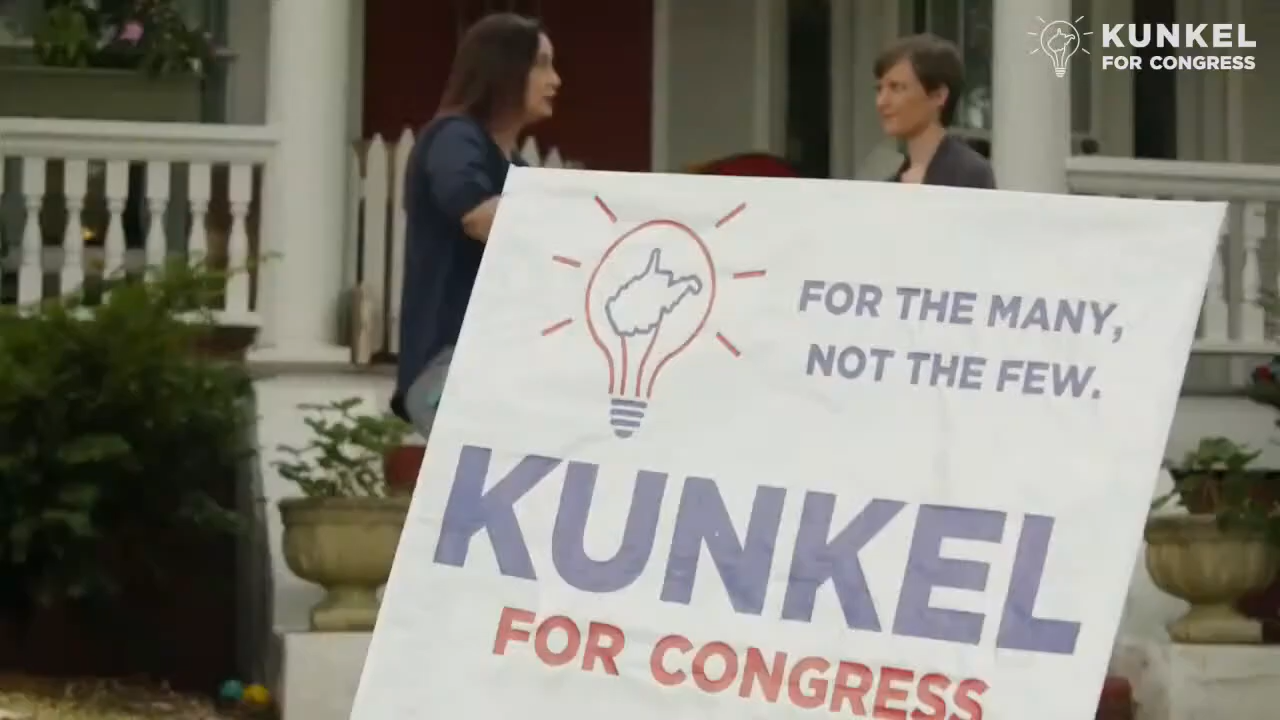 KUNKEL
FOR CONGRESS
FOR THE MANY,
NOT THE FEW.
KUNKEL
FOR CONGRESS